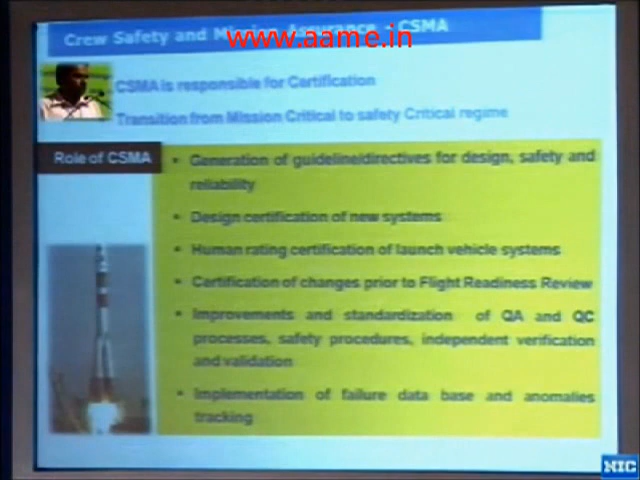 Crew Safety and Mission Assurance - CSMA
www.aame.in
CSMA is responsible for Certification
Transition from Mission Critical to safety Critical regime
Role of CSMA
• Generation of guideline/directives for design, safety and
reliability
• Design certification of new systems
• Human rating certification of launch vehicle systems
• Certification of changes prior to Flight Readiness Review
• Improvements and standardization of QA and QC
processes, safety procedures, independent verification
and validation
• Implementation of failure data base and anomalies
tracking
NIC